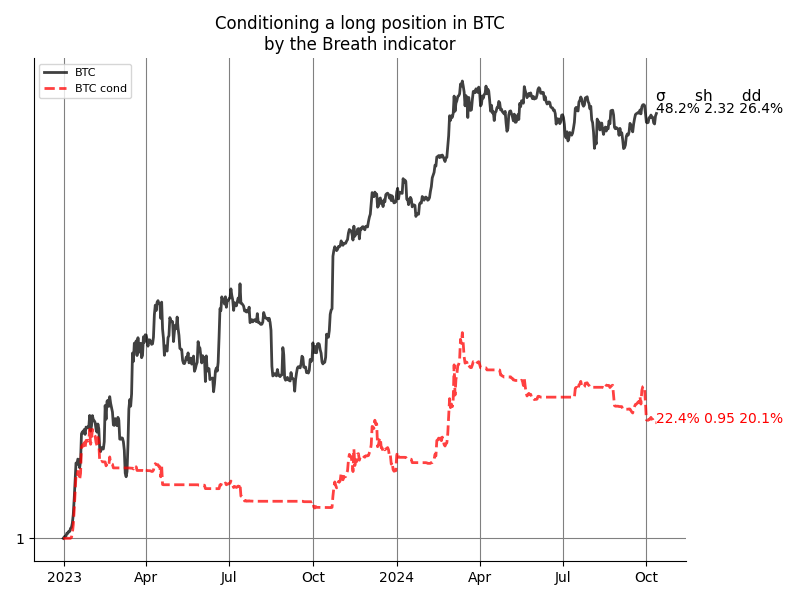 Conditioning a long position in BTC
by the Breath indicator
BTC
BTC cond
σ sh dd
48.2% 2.32 26.4%
22.4% 0.95 20.1%
1
2023 Apr Jul Oct 2024 Apr Jul Oct